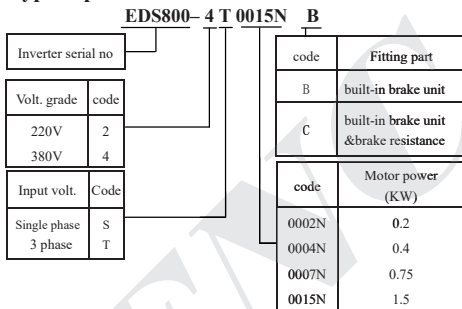 EDS800– 4 T 0015N B
Inverter serial no
Volt. grade code
220V 2
380V 4
Input volt. Code
Single phase S
3 phase T
code Fitting part
B built-in brake unit
C built-in brake unit
&brake resistance
code Motor power
(KW)
0002N 0.2
0004N 0.4
0007N 0.75
0015N 1.5